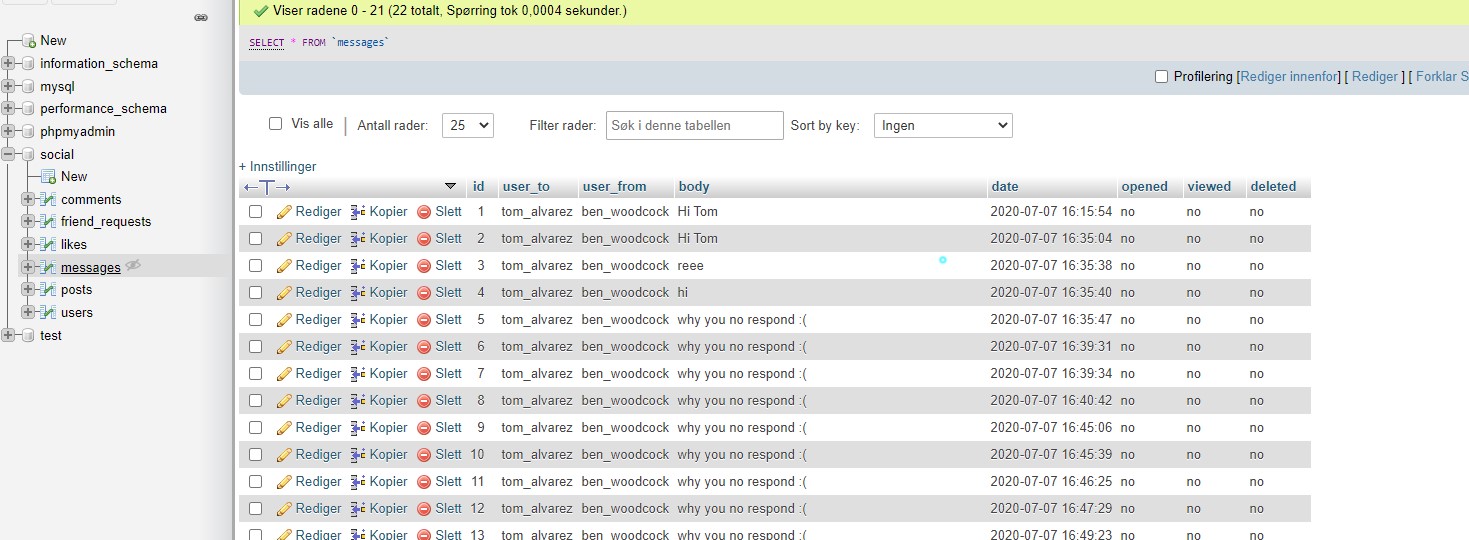 Viser radene 0 - 21 (22 totalt, Spørring tok 0,0004 sekunder.)
SELECT * FROM `messages`
Profilering [Rediger innenfor] [ Rediger ] [ Forklar S
Vis alle | Antall rader: 25 Filter rader: Søk i denne tabellen Sort by key: Ingen
+ Innstillinger
New
information_schema
mysql
performance_schema
phpmyadmin
social
New
comments
friend_requests
likes
messages
posts
users
test
id user_to user_from body date opened viewed deleted
Rediger Kopier Slett 1 tom_alvarez ben_woodcock Hi Tom 2020-07-07 16:15:54 no no no
Rediger Kopier Slett 2 tom_alvarez ben_woodcock Hi Tom 2020-07-07 16:35:04 no no no
Rediger Kopier Slett 3 tom_alvarez ben_woodcock reee 2020-07-07 16:35:38 no no no
Rediger Kopier Slett 4 tom_alvarez ben_woodcock hi 2020-07-07 16:35:40 no no no
Rediger Kopier Slett 5 tom_alvarez ben_woodcock why you no respond :( 2020-07-07 16:35:47 no no no
Rediger Kopier Slett 6 tom_alvarez ben_woodcock why you no respond :( 2020-07-07 16:39:31 no no no
Rediger Kopier Slett 7 tom_alvarez ben_woodcock why you no respond :( 2020-07-07 16:39:34 no no no
Rediger Kopier Slett 8 tom_alvarez ben_woodcock why you no respond :( 2020-07-07 16:40:42 no no no
Rediger Kopier Slett 9 tom_alvarez ben_woodcock why you no respond :( 2020-07-07 16:45:06 no no no
Rediger Kopier Slett 10 tom_alvarez ben_woodcock why you no respond :( 2020-07-07 16:45:39 no no no
Rediger Kopier Slett 11 tom_alvarez ben_woodcock why you no respond :( 2020-07-07 16:46:25 no no no
Rediger Kopier Slett 12 tom_alvarez ben_woodcock why you no respond :( 2020-07-07 16:47:29 no no no
Rediger Kopier Slett 13 tom_alvarez ben_woodcock why you no respond :( 2020-07-07 16:49:23 no no no